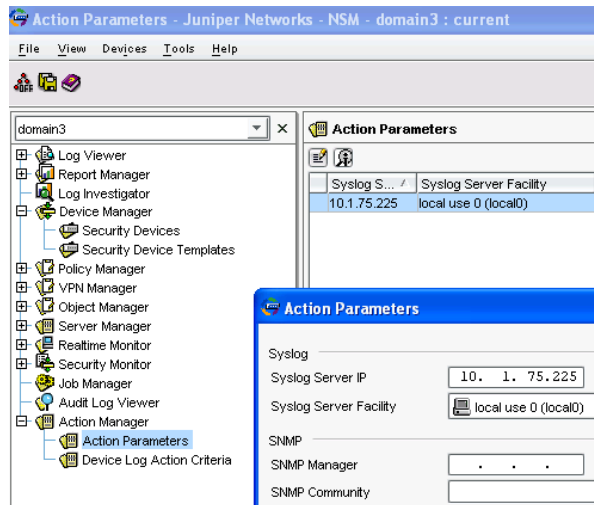 Action Parameters - Juniper Networks - NSM - domain3 : current
File View Devices Tools Help
OFF
domain3
Log Viewer
Report Manager
Log Investigator
Device Manager
Security Devices
Security Device Templates
Policy Manager
VPN Manager
Object Manager
Server Manager
Realtime Monitor
Security Monitor
Job Manager
Audit Log Viewer
Action Manager
Action Parameters
Device Log Action Criteria
Action Parameters
Syslog S... Syslog Server Facility
10.1.75.225 local use 0 (local0)
Action Parameters
Syslog
Syslog Server IP 10. 1. 75.225
Syslog Server Facility local use 0 (local0)
SNMP
SNMP Manager . . .
SNMP Community